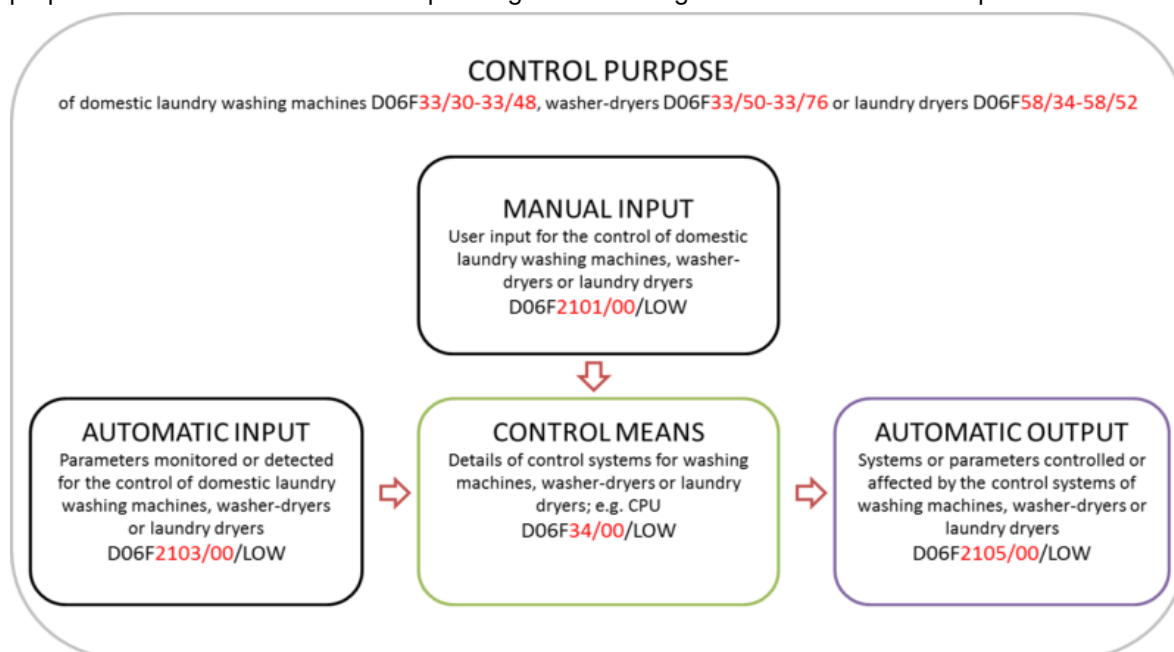 CONTROL PURPOSE
of domestic laundry washing machines D06F33/30-33/48, washer-dryers D06F33/50-33/76 or laundry dryers D06F58/34-58/52
MANUAL INPUT
User input for the control of domestic
laundry washing machines, washer-
dryers or laundry dryers
D06F2101/00/LOW
AUTOMATIC INPUT
Parameters monitored or detected
for the control of domestic laundry
washing machines, washer-dryers
or laundry dryers
D06F2103/00/LOW
CONTROL MEANS
Details of control systems for washing
machines, washer-dryers or laundry
dryers; e.g. CPU
D06F34/00/LOW
AUTOMATIC OUTPUT
Systems or parameters controlled or
affected by the control systems of
washing machines, washer-dryers or
laundry dryers
D06F2105/00/LOW